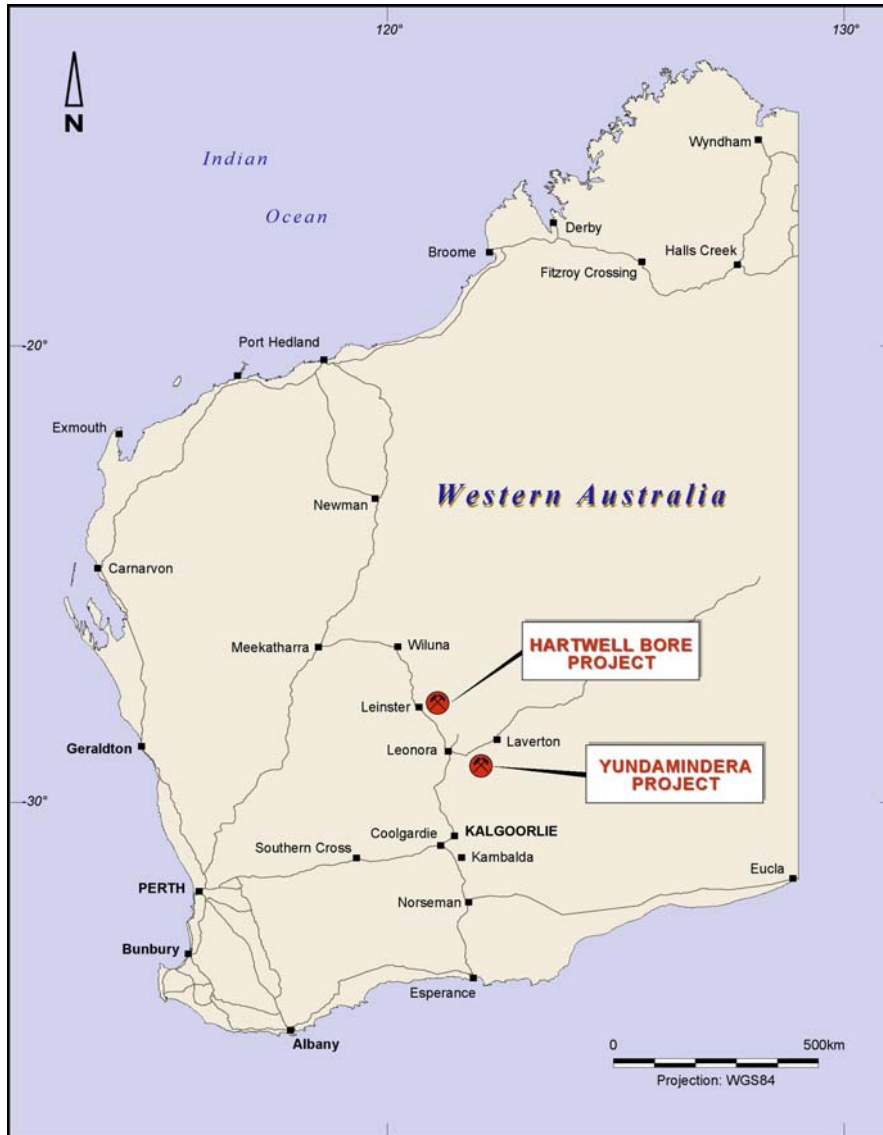 120°
130°
N
Indian
Ocean
Wyndham
Derby
Broome
Halls Creek
Fitzroy Crossing
-20°
Port Hedland
Exmouth
Western Australia
Newman
Carnarvon
HARTWELL BORE
PROJECT
Meekatharra
Wiluna
Leinster
Geraldton
Leonora
Laverton
YUNDAMINDERA
PROJECT
-30°
Coolgardie
KALGOORLIE
Southern Cross
Kambalda
Eucla
PERTH
Norseman
Bunbury
Esperance
Albany
0
500km
Projection: WGS84